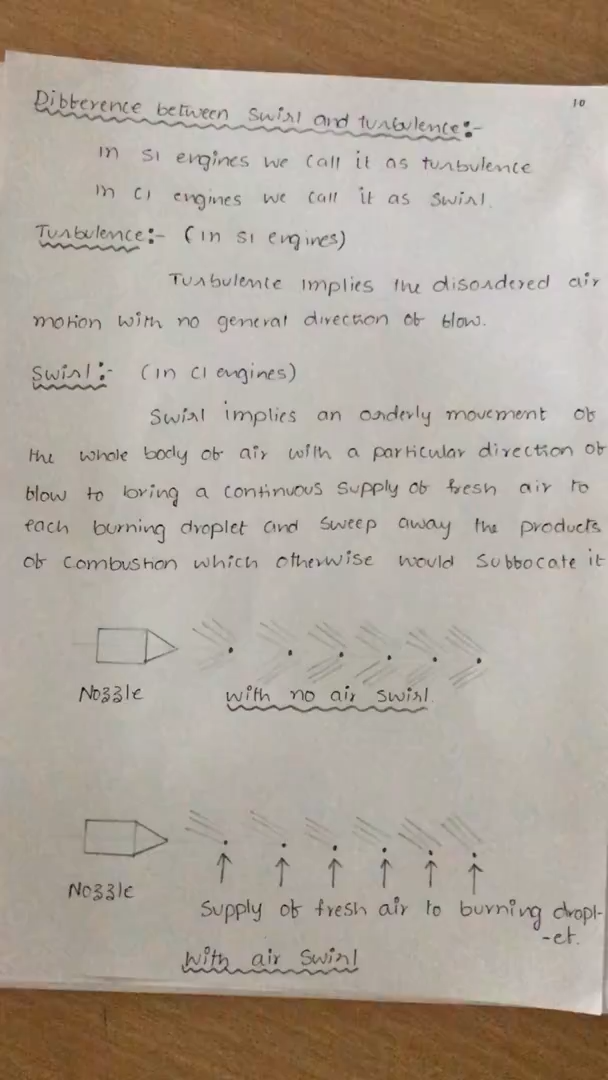 10
Difference between swirl and turbulence:-
In SI engines we call it as turbulence
In CI engines we call it as swirl.
Turbulence:- (In SI engines)
Turbulence implies the disordered air
motion with no general direction of flow.
Swirl:- (In CI engines)
Swirl implies an orderly movement of
the whole body of air with a particular direction of
flow to bring a continuous supply of fresh air to
each burning droplet and sweep away the products
of combustion which otherwise would suffocate it
Nozzle
with no air swirl.
Nozzle
Supply of fresh air to burning dropl-
-et.
with air swirl